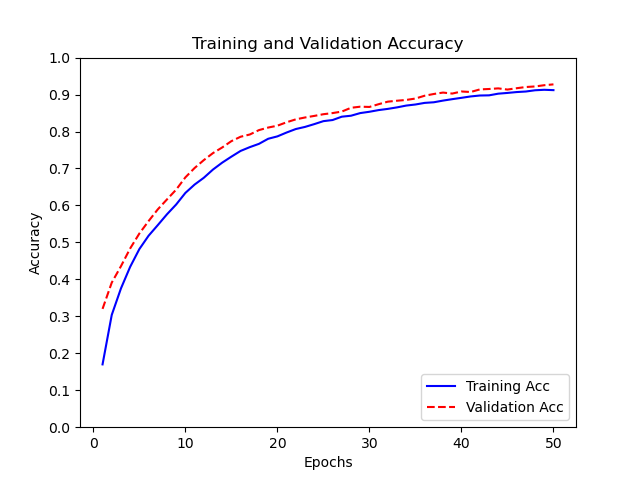 Training and Validation Accuracy
1.0
0.9
0.8
0.7
0.6
0.5
0.4
0.3
0.2
0.1
0.0
Accuracy
0 10 20 30 40 50
Epochs
Training Acc
Validation Acc